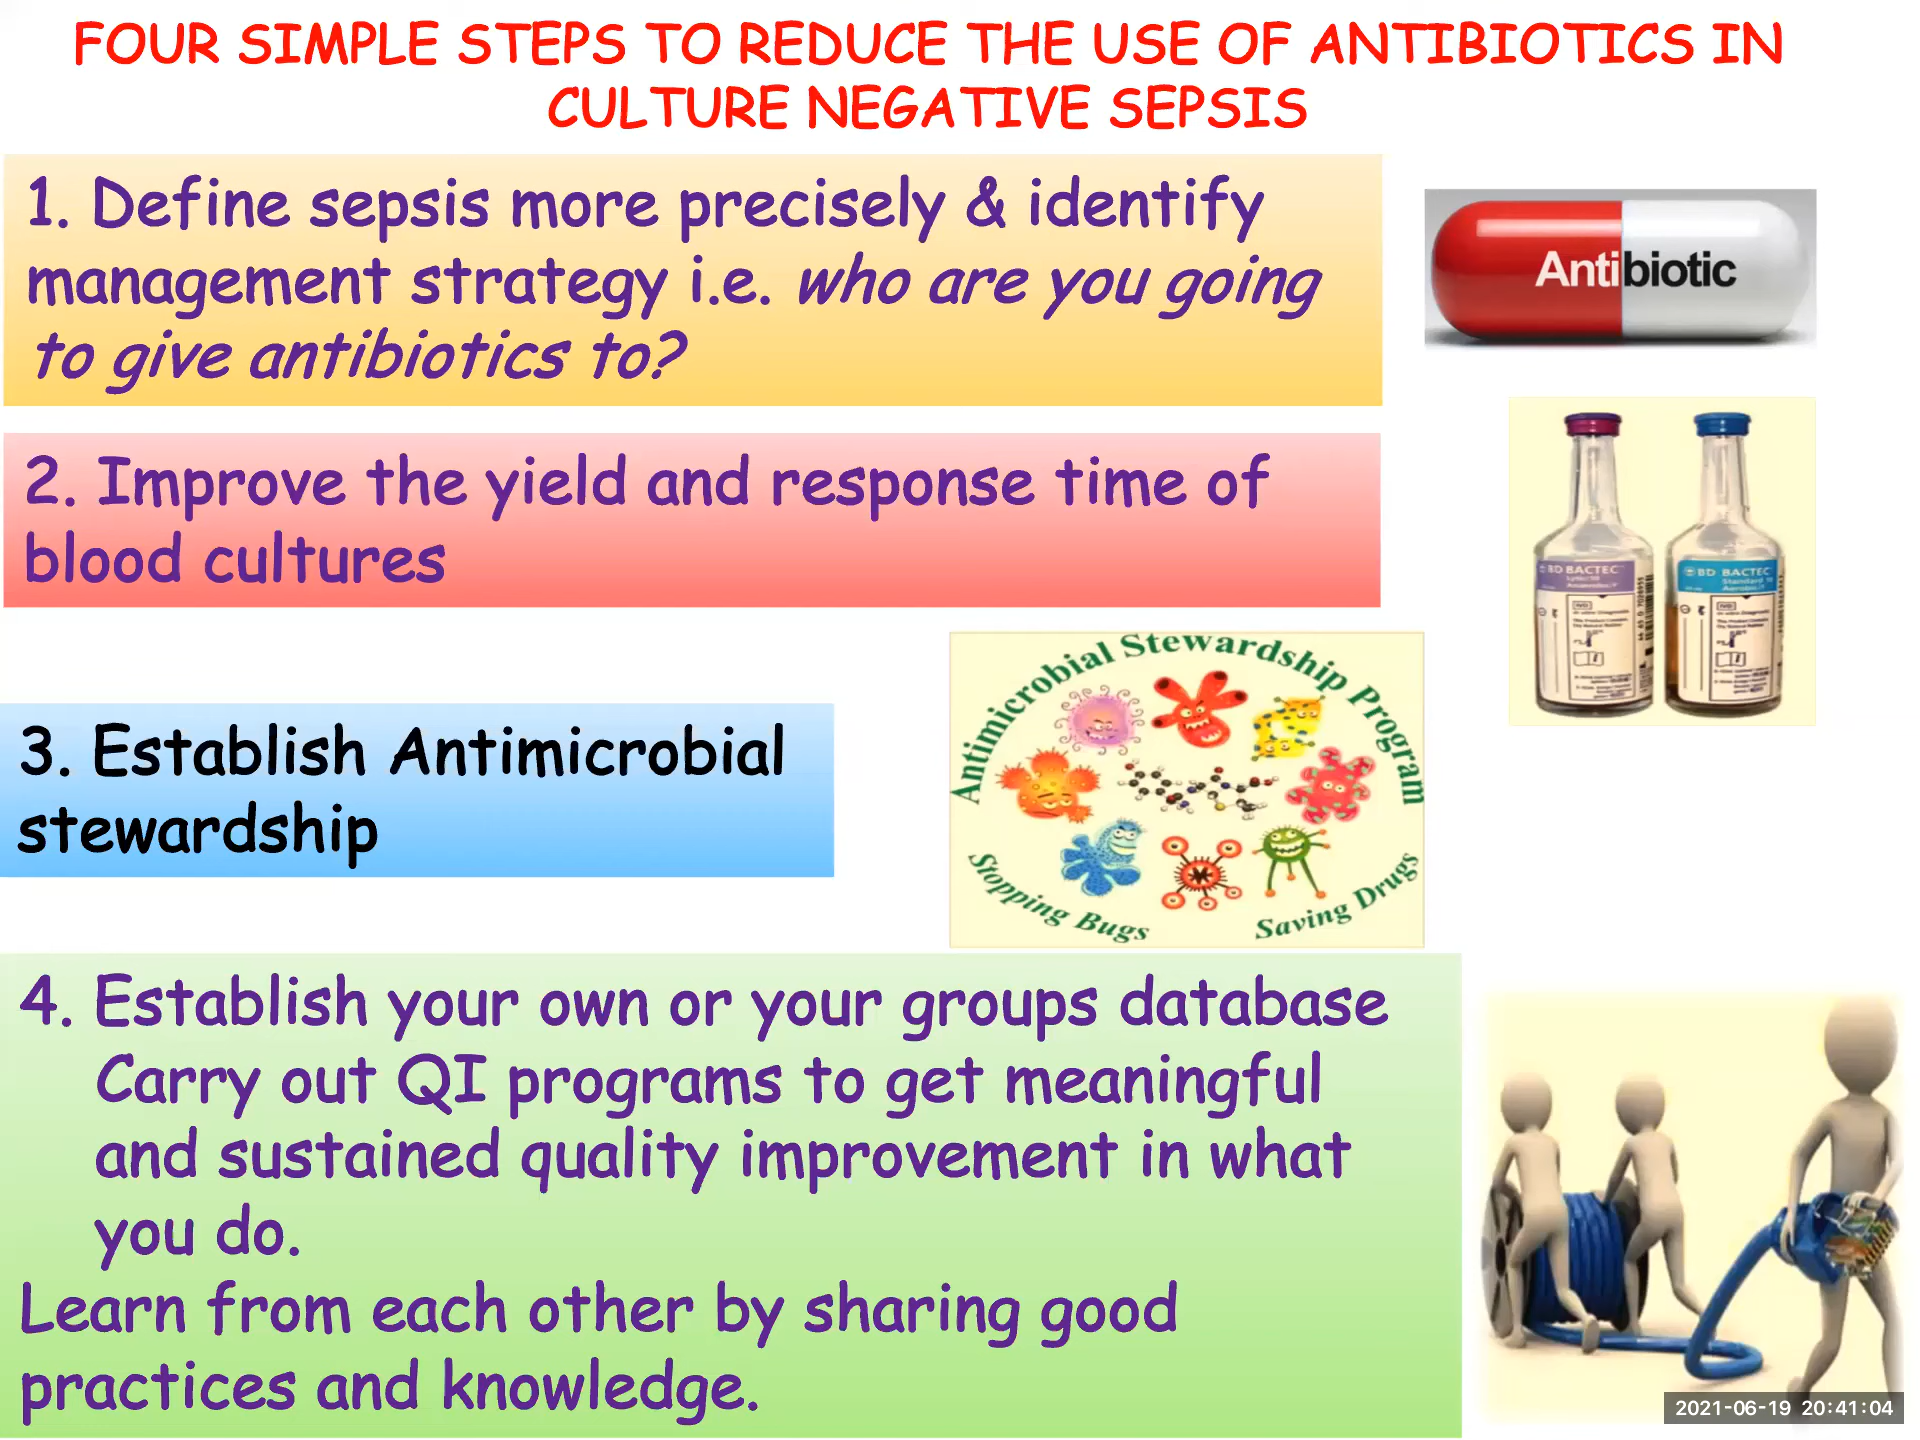 FOUR SIMPLE STEPS TO REDUCE THE USE OF ANTIBIOTICS IN
CULTURE NEGATIVE SEPSIS
1. Define sepsis more precisely & identify
management strategy i.e. who are you going
to give antibiotics to?
Antibiotic
2. Improve the yield and response time of
blood cultures
BD BACTEC
BD BACTEC
Standard
3. Establish Antimicrobial
stewardship
Antimicrobial Stewardship Program
Stopping Bugs
Saving Drugs
4. Establish your own or your groups database
Carry out QI programs to get meaningful
and sustained quality improvement in what
you do.
Learn from each other by sharing good
practices and knowledge.
2021-06-19 20:41:04